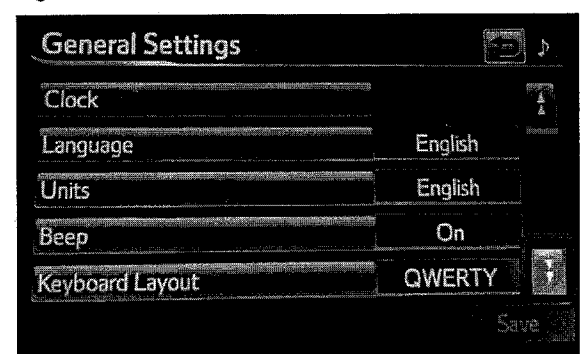 General Settings
Clock
Language English
Units English
Beep On
Keyboard Layout QWERTY
Save